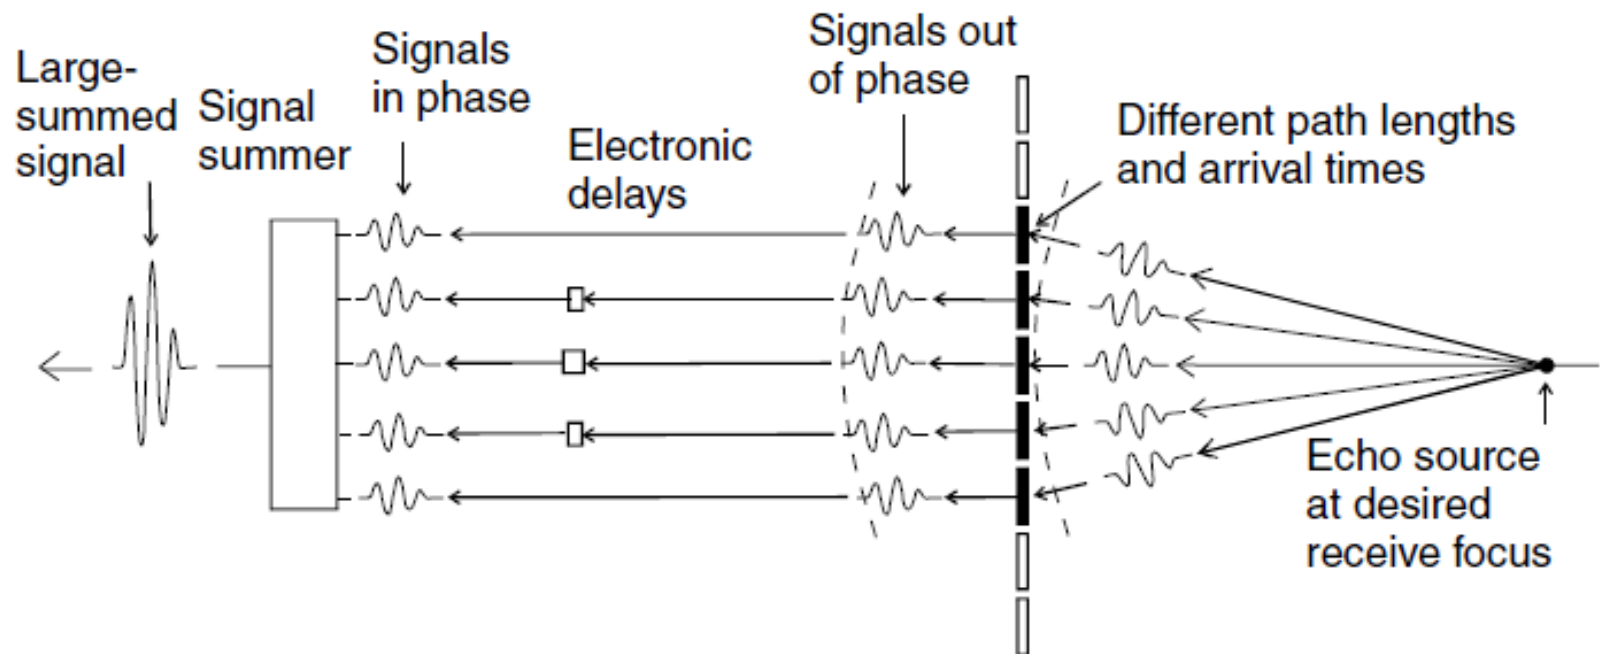 Large-
summed
signal
Signal
summer
Signals
in phase
Electronic
delays
Signals out
of phase
Different path lengths
and arrival times
Echo source
at desired
receive focus